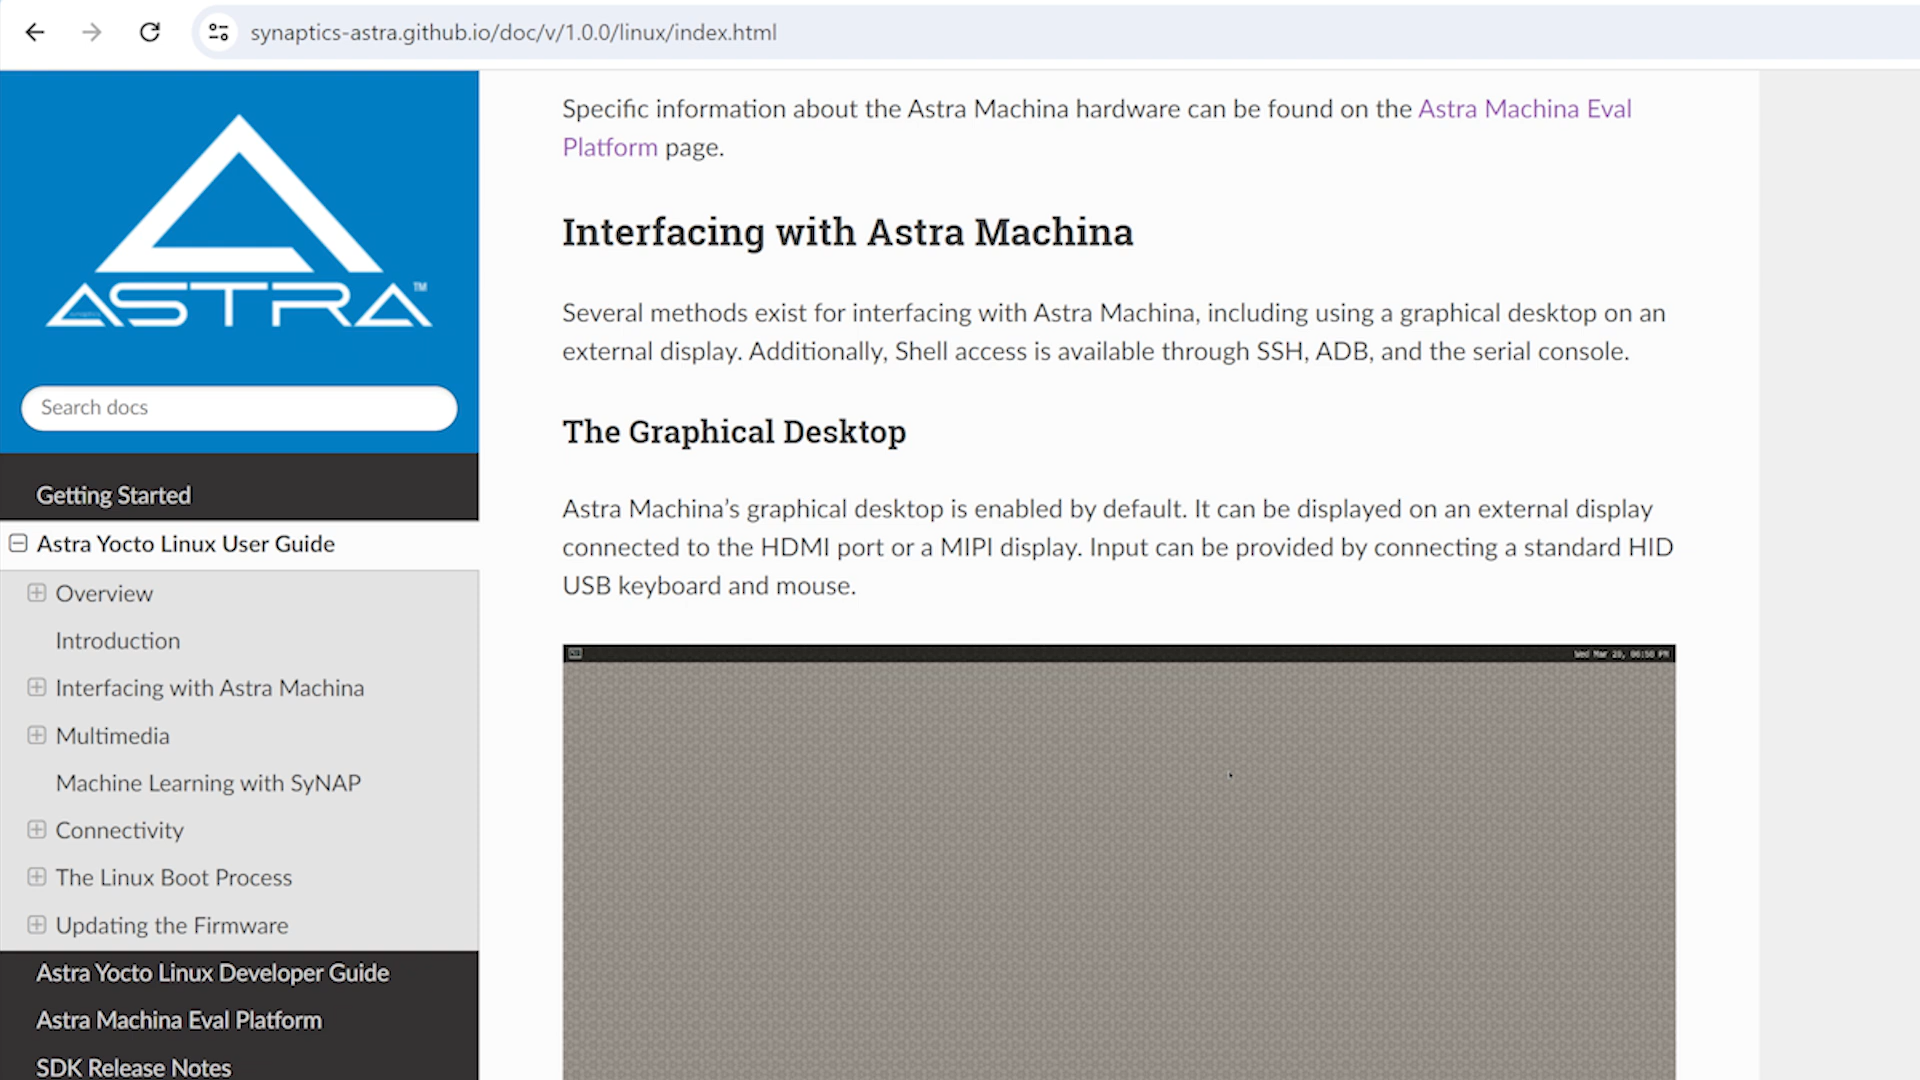 synaptics-astra.github.io/doc/v/1.0.0/linux/index.html
ASTRA™
Search docs
Getting Started
Astra Yocto Linux User Guide
Overview
Introduction
Interfacing with Astra Machina
Multimedia
Machine Learning with SyNAP
Connectivity
The Linux Boot Process
Updating the Firmware
Astra Yocto Linux Developer Guide
Astra Machina Eval Platform
SDK Release Notes
Specific information about the Astra Machina hardware can be found on the Astra Machina Eval
Platform page.
Interfacing with Astra Machina
Several methods exist for interfacing with Astra Machina, including using a graphical desktop on an
external display. Additionally, Shell access is available through SSH, ADB, and the serial console.
The Graphical Desktop
Astra Machina’s graphical desktop is enabled by default. It can be displayed on an external display
connected to the HDMI port or a MIPI display. Input can be provided by connecting a standard HID
USB keyboard and mouse.
Wed Mar